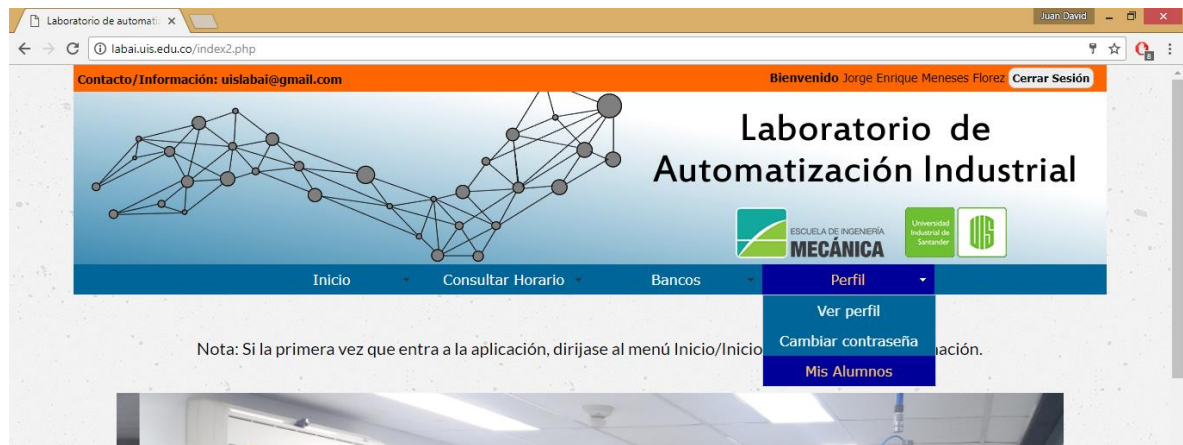 Laboratorio de automati
Juan David
labai.uis.edu.co/index2.php
8
Contacto/Información: uislabai@gmail.com
Bienvenido Jorge Enrique Meneses Florez Cerrar Sesión
Laboratorio de
Automatización Industrial
ESCUELA DE INGENIERÍA
MECÁNICA
Universidad
Industrial de
Santander
UIS
Inicio Consultar Horario Bancos Perfil
Ver perfil
Cambiar contraseña
Mis Alumnos
Nota: Si la primera vez que entra a la aplicación, dirijase al menú Inicio/Inicio ación.